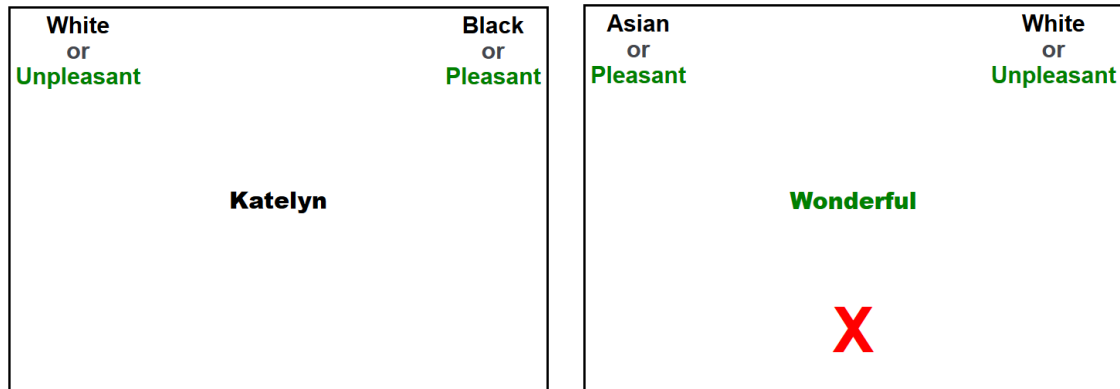 White
or
Unpleasant
Black
or
Pleasant
Katelyn
Asian
or
Pleasant
White
or
Unpleasant
Wonderful
X